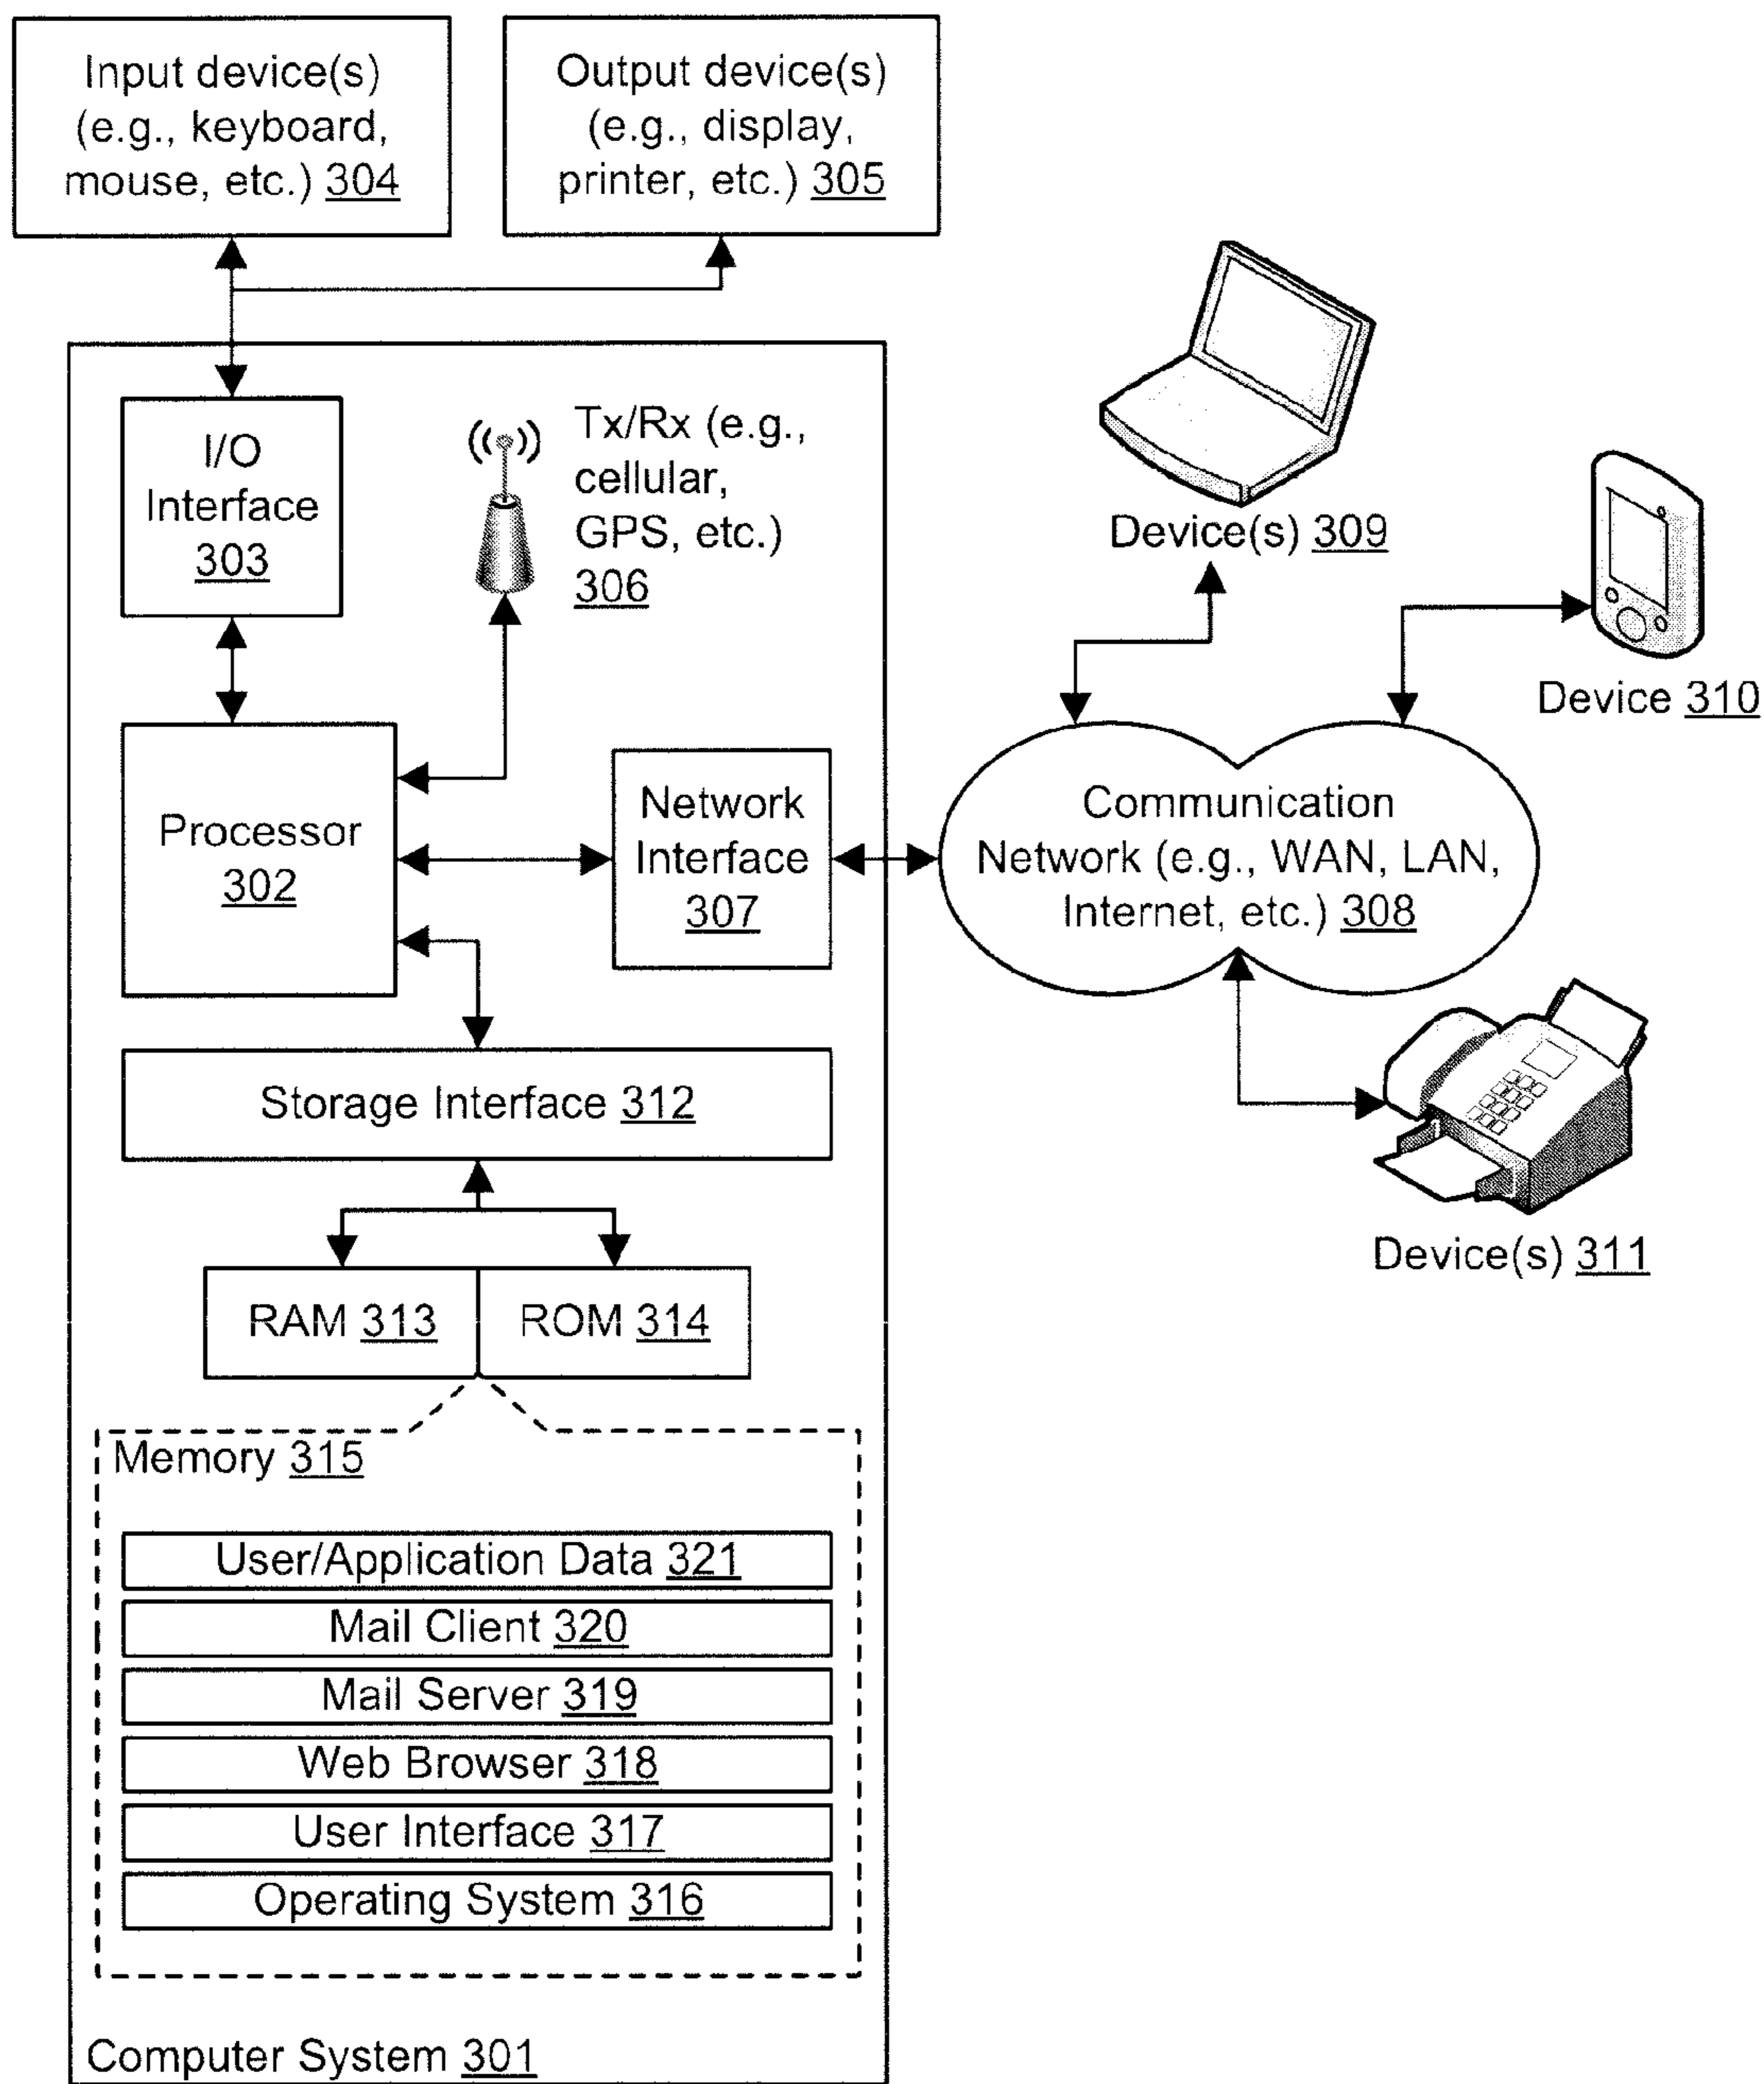 Input device(s)
(e.g., keyboard,
mouse, etc.) 304
Output device(s)
(e.g., display,
printer, etc.) 305
I/O
Interface
303
Tx/Rx (e.g.,
cellular,
GPS, etc.)
306
Device(s) 309
Device 310
Processor
302
Network
Interface
307
Communication
Network (e.g., WAN, LAN,
Internet, etc.) 308
Storage Interface 312
Device(s) 311
RAM 313
ROM 314
Memory 315
User/Application Data 321
Mail Client 320
Mail Server 319
Web Browser 318
User Interface 317
Operating System 316
Computer System 301